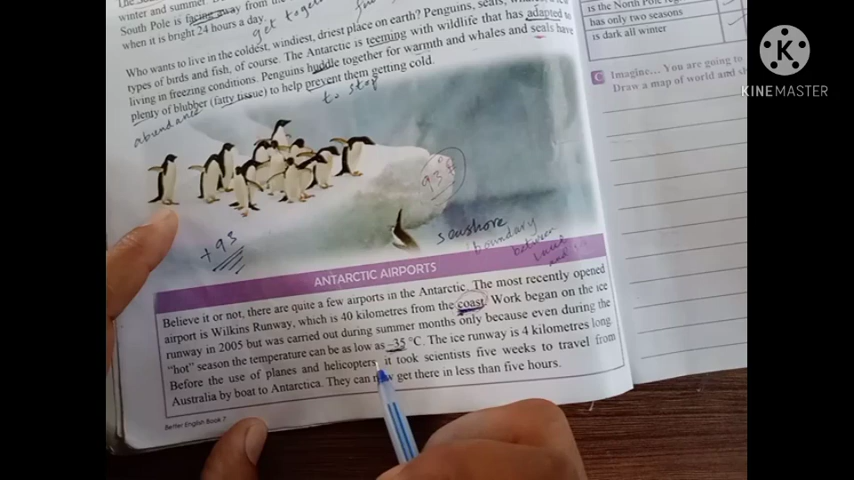 winter and summer.
South Pole is facing away from the
when it is bright 24 hours a day.
get together
Who wants to live in the coldest, windiest, driest place on earth? Penguins, seals,
types of birds and fish, of course. The Antarctic is teeming with wildlife that has adapted to
living in freezing conditions. Penguins huddle together for warmth and whales and seals have
plenty of blubber (fatty tissue) to help prevent them getting cold.
abundance
to stop
93
+93
seashore
boundary
between
ANTARCTIC AIRPORTS
Believe it or not, there are quite a few airports in the Antarctic. The most recently opened
airport is Wilkins Runway, which is 40 kilometres from the coast. Work began on the ice
runway in 2005 but was carried out during summer months only because even during the
"hot" season the temperature can be as low as –35 °C. The ice runway is 4 kilometres long.
Before the use of planes and helicopters, it took scientists five weeks to travel from
Australia by boat to Antarctica. They can now get there in less than five hours.
Better English Book 7
is the North Pole
has only two seasons
is dark all winter
C Imagine... You are going to
Draw a map of world and
KINEMASTER